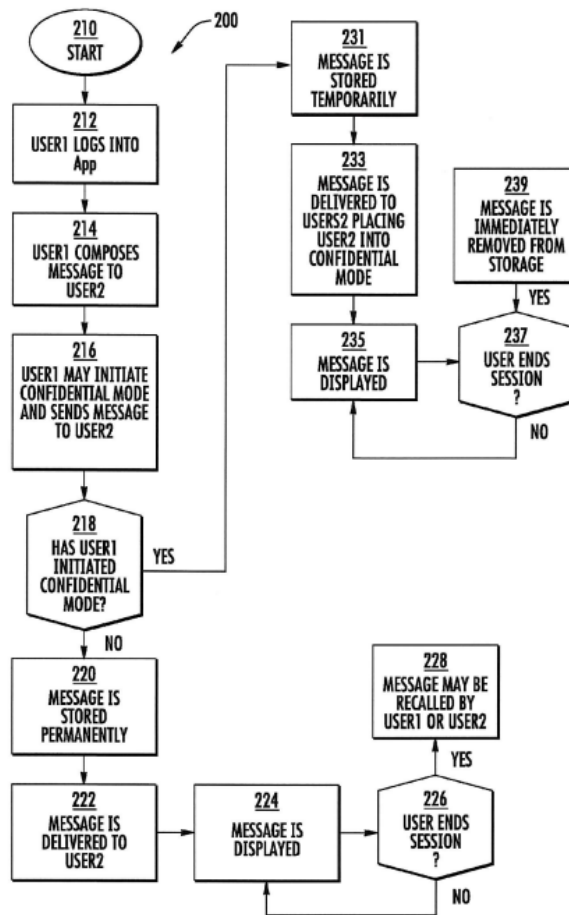 200
210
START
212
USER1 LOGS INTO
App
214
USER1 COMPOSES
MESSAGE TO
USER2
216
USER1 MAY INITIATE
CONFIDENTIAL MODE
AND SENDS MESSAGE
TO USER2
218
HAS USER1
INITIATED
CONFIDENTIAL
MODE?
YES
NO
220
MESSAGE IS
STORED
PERMANENTLY
222
MESSAGE IS
DELIVERED TO
USER2
224
MESSAGE IS
DISPLAYED
226
USER ENDS
SESSION
?
NO
YES
228
MESSAGE MAY BE
RECALLED BY
USER1 OR USER2
231
MESSAGE IS
STORED
TEMPORARILY
233
MESSAGE IS
DELIVERED TO
USERS2 PLACING
USER2 INTO
CONFIDENTIAL
MODE
235
MESSAGE IS
DISPLAYED
237
USER ENDS
SESSION
?
NO
YES
239
MESSAGE IS
IMMEDIATELY
REMOVED FROM
STORAGE